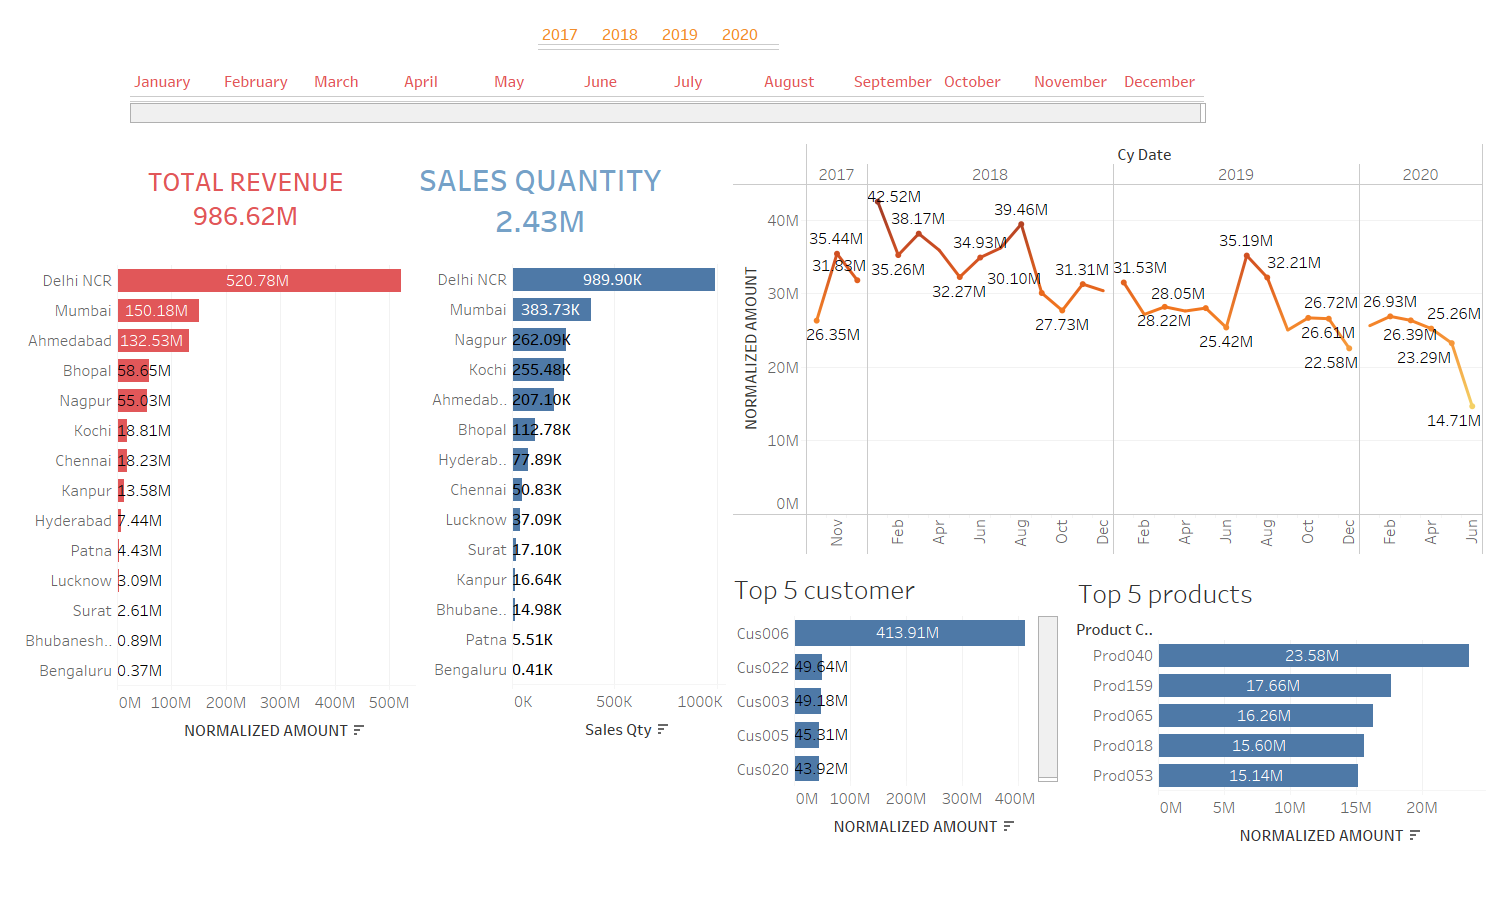 2017 2018 2019 2020
January February March April May June July August September October November December
TOTAL REVENUE
986.62M
Delhi NCR 520.78M
Mumbai 150.18M
Ahmedabad 132.53M
Bhopal 58.65M
Nagpur 55.03M
Kochi 18.81M
Chennai 18.23M
Kanpur 13.58M
Hyderabad 7.44M
Patna 4.43M
Lucknow 3.09M
Surat 2.61M
Bhubanesh.. 0.89M
Bengaluru 0.37M
0M 100M 200M 300M 400M 500M
NORMALIZED AMOUNT
SALES QUANTITY
2.43M
Delhi NCR 989.90K
Mumbai 383.73K
Nagpur 262.09K
Kochi 255.48K
Ahmedab.. 207.10K
Bhopal 112.78K
Hyderab.. 77.89K
Chennai 50.83K
Lucknow 37.09K
Surat 17.10K
Kanpur 16.64K
Bhubane.. 14.98K
Patna 5.51K
Bengaluru 0.41K
0K 500K 1000K
Sales Qty
Cy Date
2017 2018 2019 2020
NORMALIZED AMOUNT
40M
30M
20M
10M
0M
26.35M
35.44M
31.83M
42.52M
35.26M
38.17M
32.27M
34.93M
39.46M
30.10M
27.73M
31.31M
31.53M
28.22M
28.05M
25.42M
35.19M
32.21M
26.72M
26.61M
22.58M
26.93M
26.39M
25.26M
23.29M
14.71M
Nov Feb Apr Jun Aug Oct Dec Feb Apr Jun Aug Oct Dec Feb Apr Jun
Top 5 customer
Cus006 413.91M
Cus022 49.64M
Cus003 49.18M
Cus005 45.31M
Cus020 43.92M
0M 100M 200M 300M 400M
NORMALIZED AMOUNT
Top 5 products
Product C..
Prod040 23.58M
Prod159 17.66M
Prod065 16.26M
Prod018 15.60M
Prod053 15.14M
0M 5M 10M 15M 20M
NORMALIZED AMOUNT